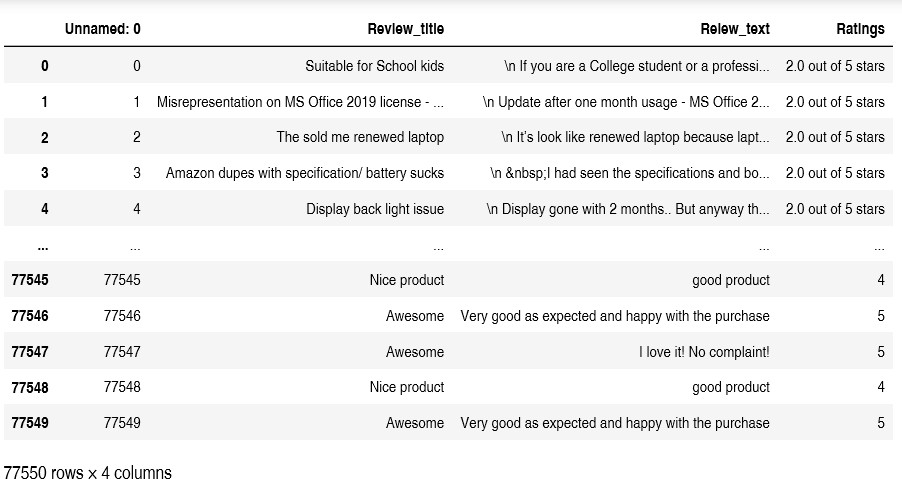 Unnamed: 0 Review_title Reiew_text Ratings
0 0 Suitable for School kids \n If you are a College student or a professi... 2.0 out of 5 stars
1 1 Misrepresentation on MS Office 2019 license - ... \n Update after one month usage - MS Office 2... 2.0 out of 5 stars
2 2 The sold me renewed laptop \n It's look like renewed laptop because lapt... 2.0 out of 5 stars
3 3 Amazon dupes with specification/ battery sucks \n &nbsp;I had seen the specifications and bo... 2.0 out of 5 stars
4 4 Display back light issue \n Display gone with 2 months.. But anyway th... 2.0 out of 5 stars
... ... ... ... ...
77545 77545 Nice product good product 4
77546 77546 Awesome Very good as expected and happy with the purchase 5
77547 77547 Awesome I love it! No complaint! 5
77548 77548 Nice product good product 4
77549 77549 Awesome Very good as expected and happy with the purchase 5
77550 rows × 4 columns